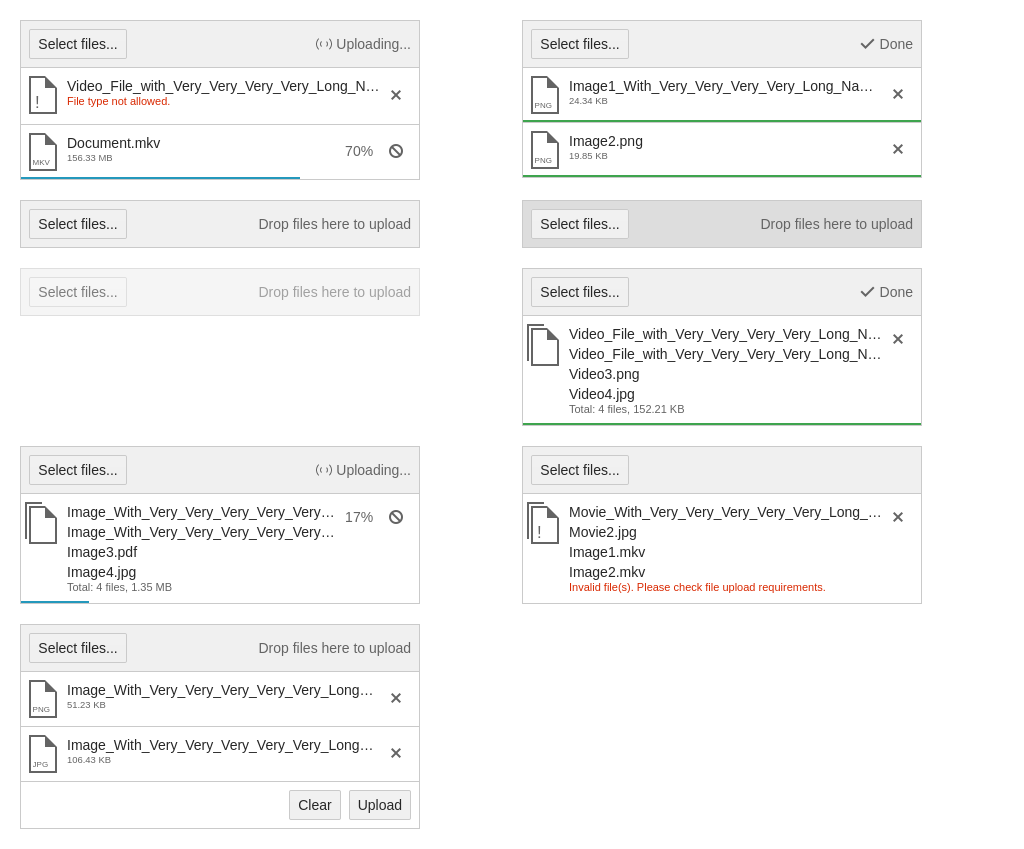 Select files...
Uploading...
Video_File_with_Very_Very_Very_Very_Long_N...
File type not allowed.
!
MKV
Document.mkv
156.33 MB
70%
Select files...
Done
PNG
Image1_With_Very_Very_Very_Very_Long_Na...
24.34 KB
PNG
Image2.png
19.85 KB
Select files...
Drop files here to upload
Select files...
Drop files here to upload
Select files...
Drop files here to upload
Select files...
Done
Video_File_with_Very_Very_Very_Very_Long_N...
Video_File_with_Very_Very_Very_Very_Long_N...
Video3.png
Video4.jpg
Total: 4 files, 152.21 KB
Select files...
Uploading...
Image_With_Very_Very_Very_Very_Very...
17%
Image_With_Very_Very_Very_Very_Very...
Image3.pdf
Image4.jpg
Total: 4 files, 1.35 MB
Select files...
Movie_With_Very_Very_Very_Very_Very_Long_...
!
Movie2.jpg
Image1.mkv
Image2.mkv
Invalid file(s). Please check file upload requirements.
Select files...
Drop files here to upload
PNG
Image_With_Very_Very_Very_Very_Very_Long...
51.23 KB
JPG
Image_With_Very_Very_Very_Very_Very_Long...
106.43 KB
Clear
Upload